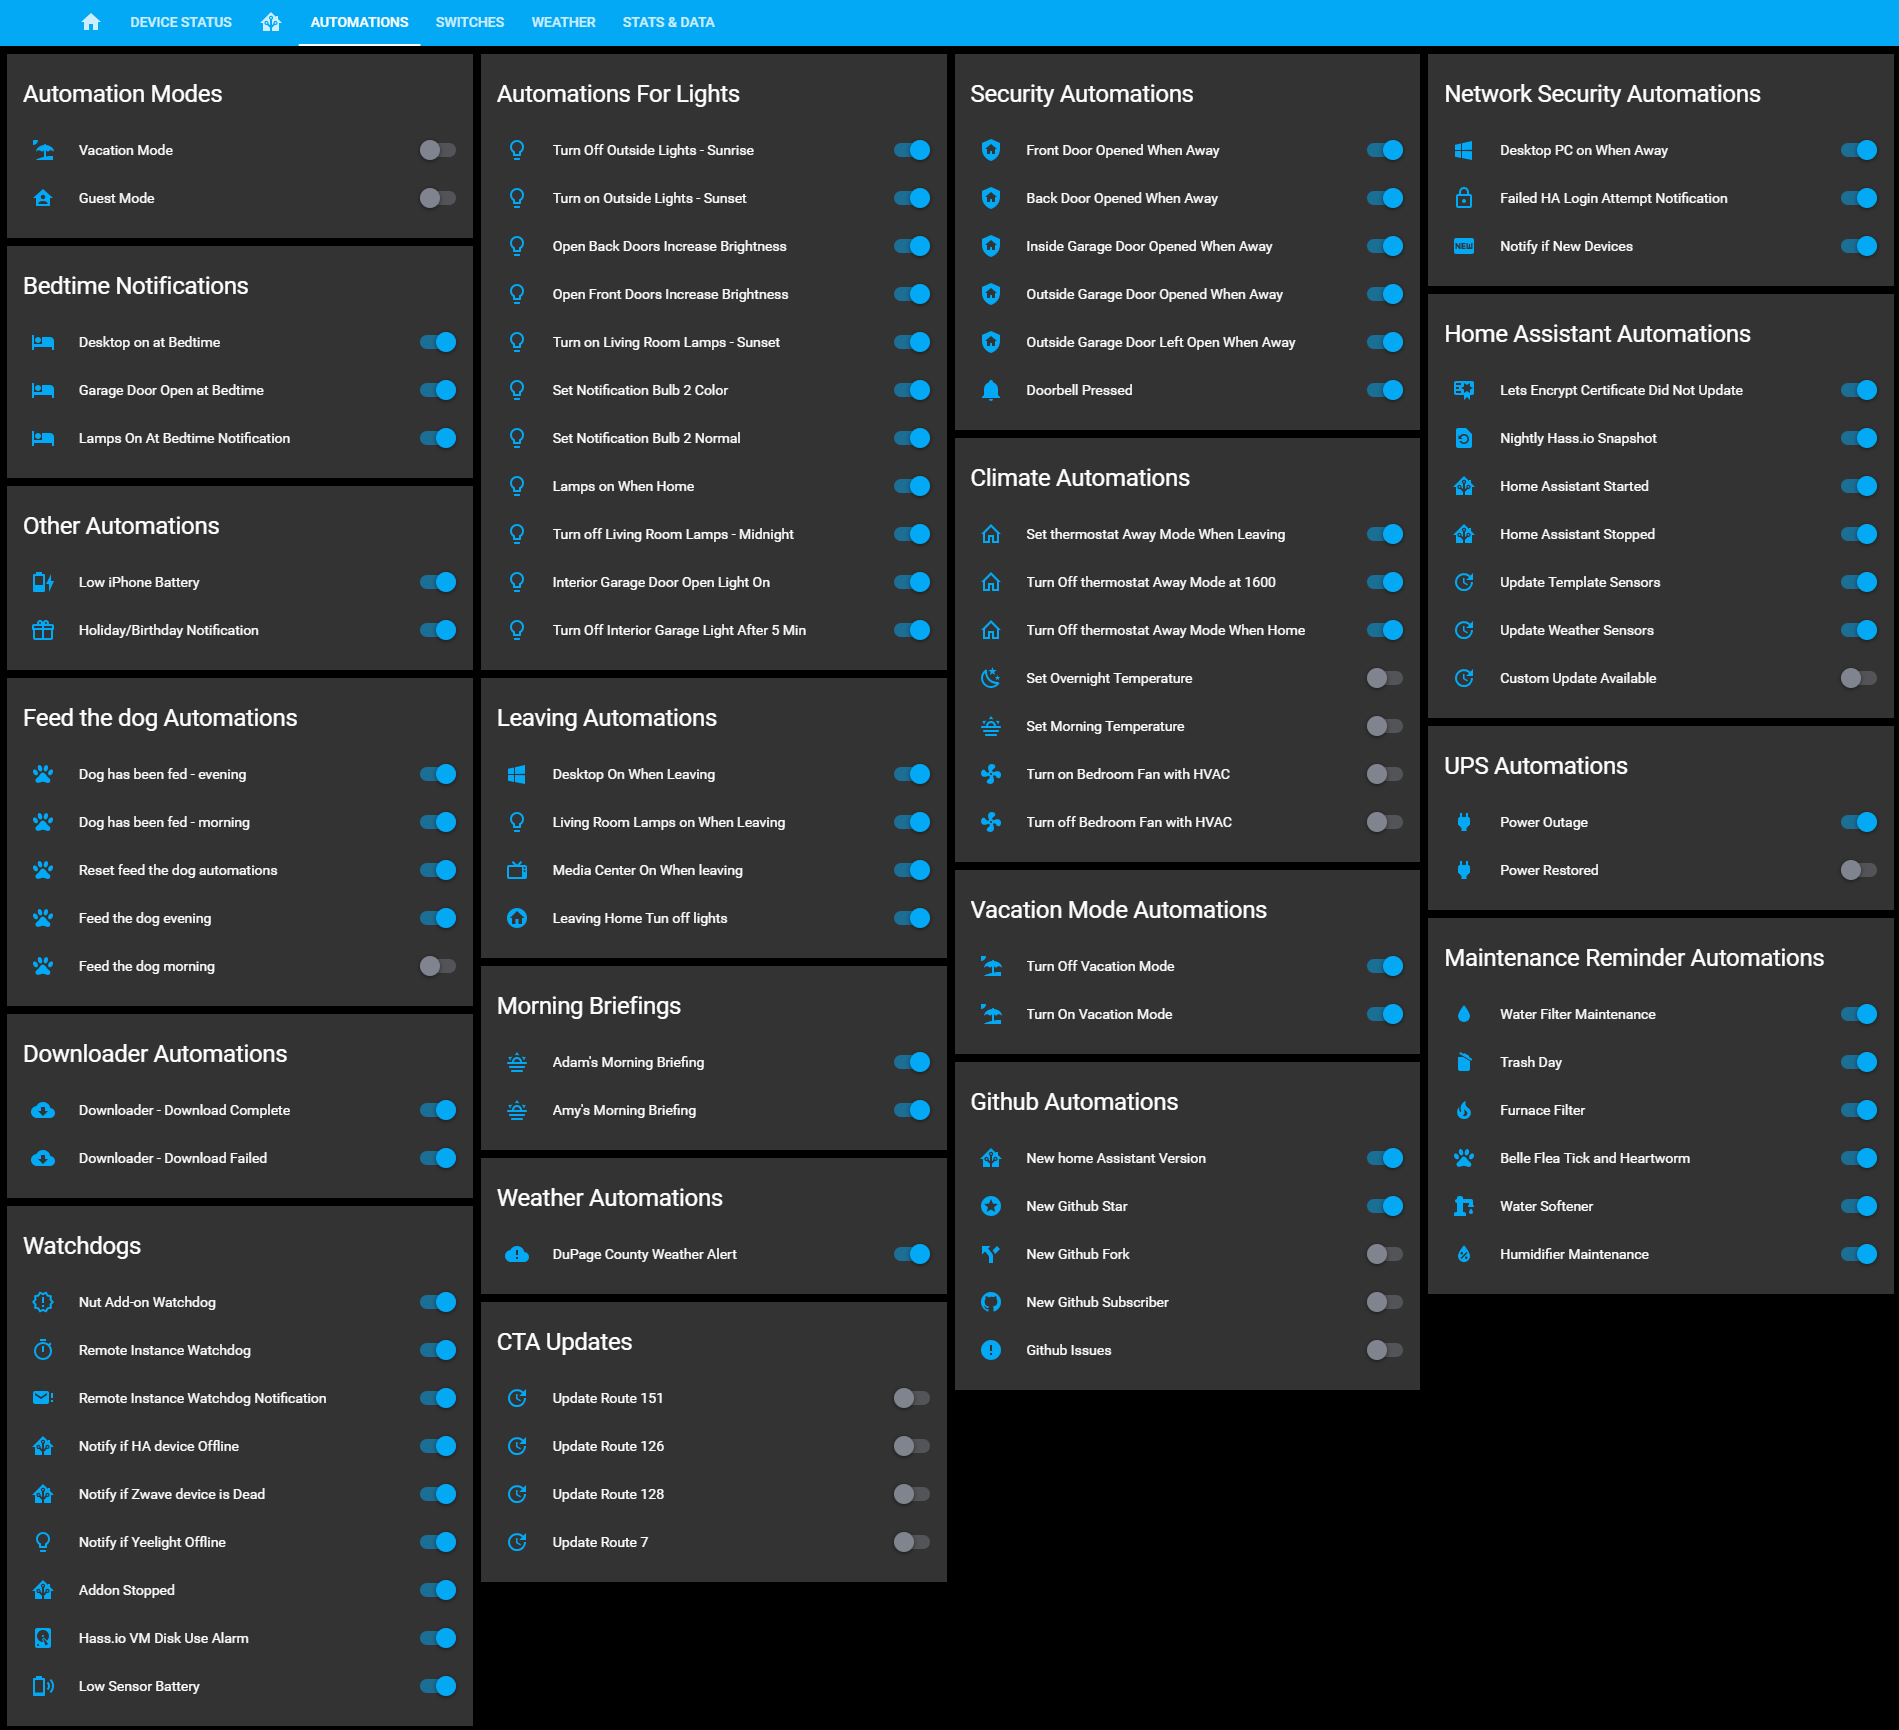 DEVICE STATUS
AUTOMATIONS
SWITCHES
WEATHER
STATS & DATA
Automation Modes
Vacation Mode
Guest Mode
Bedtime Notifications
Desktop on at Bedtime
Garage Door Open at Bedtime
Lamps On At Bedtime Notification
Other Automations
Low iPhone Battery
Holiday/Birthday Notification
Feed the dog Automations
Dog has been fed - evening
Dog has been fed - morning
Reset feed the dog automations
Feed the dog evening
Feed the dog morning
Downloader Automations
Downloader - Download Complete
Downloader - Download Failed
Watchdogs
Nut Add-on Watchdog
Remote Instance Watchdog
Remote Instance Watchdog Notification
Notify if HA device Offline
Notify if Zwave device is Dead
Notify if Yeelight Offline
Addon Stopped
Hass.io VM Disk Use Alarm
Low Sensor Battery
Automations For Lights
Turn Off Outside Lights - Sunrise
Turn on Outside Lights - Sunset
Open Back Doors Increase Brightness
Open Front Doors Increase Brightness
Turn on Living Room Lamps - Sunset
Set Notification Bulb 2 Color
Set Notification Bulb 2 Normal
Lamps on When Home
Turn off Living Room Lamps - Midnight
Interior Garage Door Open Light On
Turn Off Interior Garage Light After 5 Min
Leaving Automations
Desktop On When Leaving
Living Room Lamps on When Leaving
Media Center On When leaving
Leaving Home Tun off lights
Morning Briefings
Adam's Morning Briefing
Amy's Morning Briefing
Weather Automations
DuPage County Weather Alert
CTA Updates
Update Route 151
Update Route 126
Update Route 128
Update Route 7
Security Automations
Front Door Opened When Away
Back Door Opened When Away
Inside Garage Door Opened When Away
Outside Garage Door Opened When Away
Outside Garage Door Left Open When Away
Doorbell Pressed
Climate Automations
Set thermostat Away Mode When Leaving
Turn Off thermostat Away Mode at 1600
Turn Off thermostat Away Mode When Home
Set Overnight Temperature
Set Morning Temperature
Turn on Bedroom Fan with HVAC
Turn off Bedroom Fan with HVAC
Vacation Mode Automations
Turn Off Vacation Mode
Turn On Vacation Mode
Github Automations
New home Assistant Version
New Github Star
New Github Fork
New Github Subscriber
Github Issues
Network Security Automations
Desktop PC on When Away
Failed HA Login Attempt Notification
NEW
Notify if New Devices
Home Assistant Automations
Lets Encrypt Certificate Did Not Update
Nightly Hass.io Snapshot
Home Assistant Started
Home Assistant Stopped
Update Template Sensors
Update Weather Sensors
Custom Update Available
UPS Automations
Power Outage
Power Restored
Maintenance Reminder Automations
Water Filter Maintenance
Trash Day
Furnace Filter
Belle Flea Tick and Heartworm
Water Softener
Humidifier Maintenance